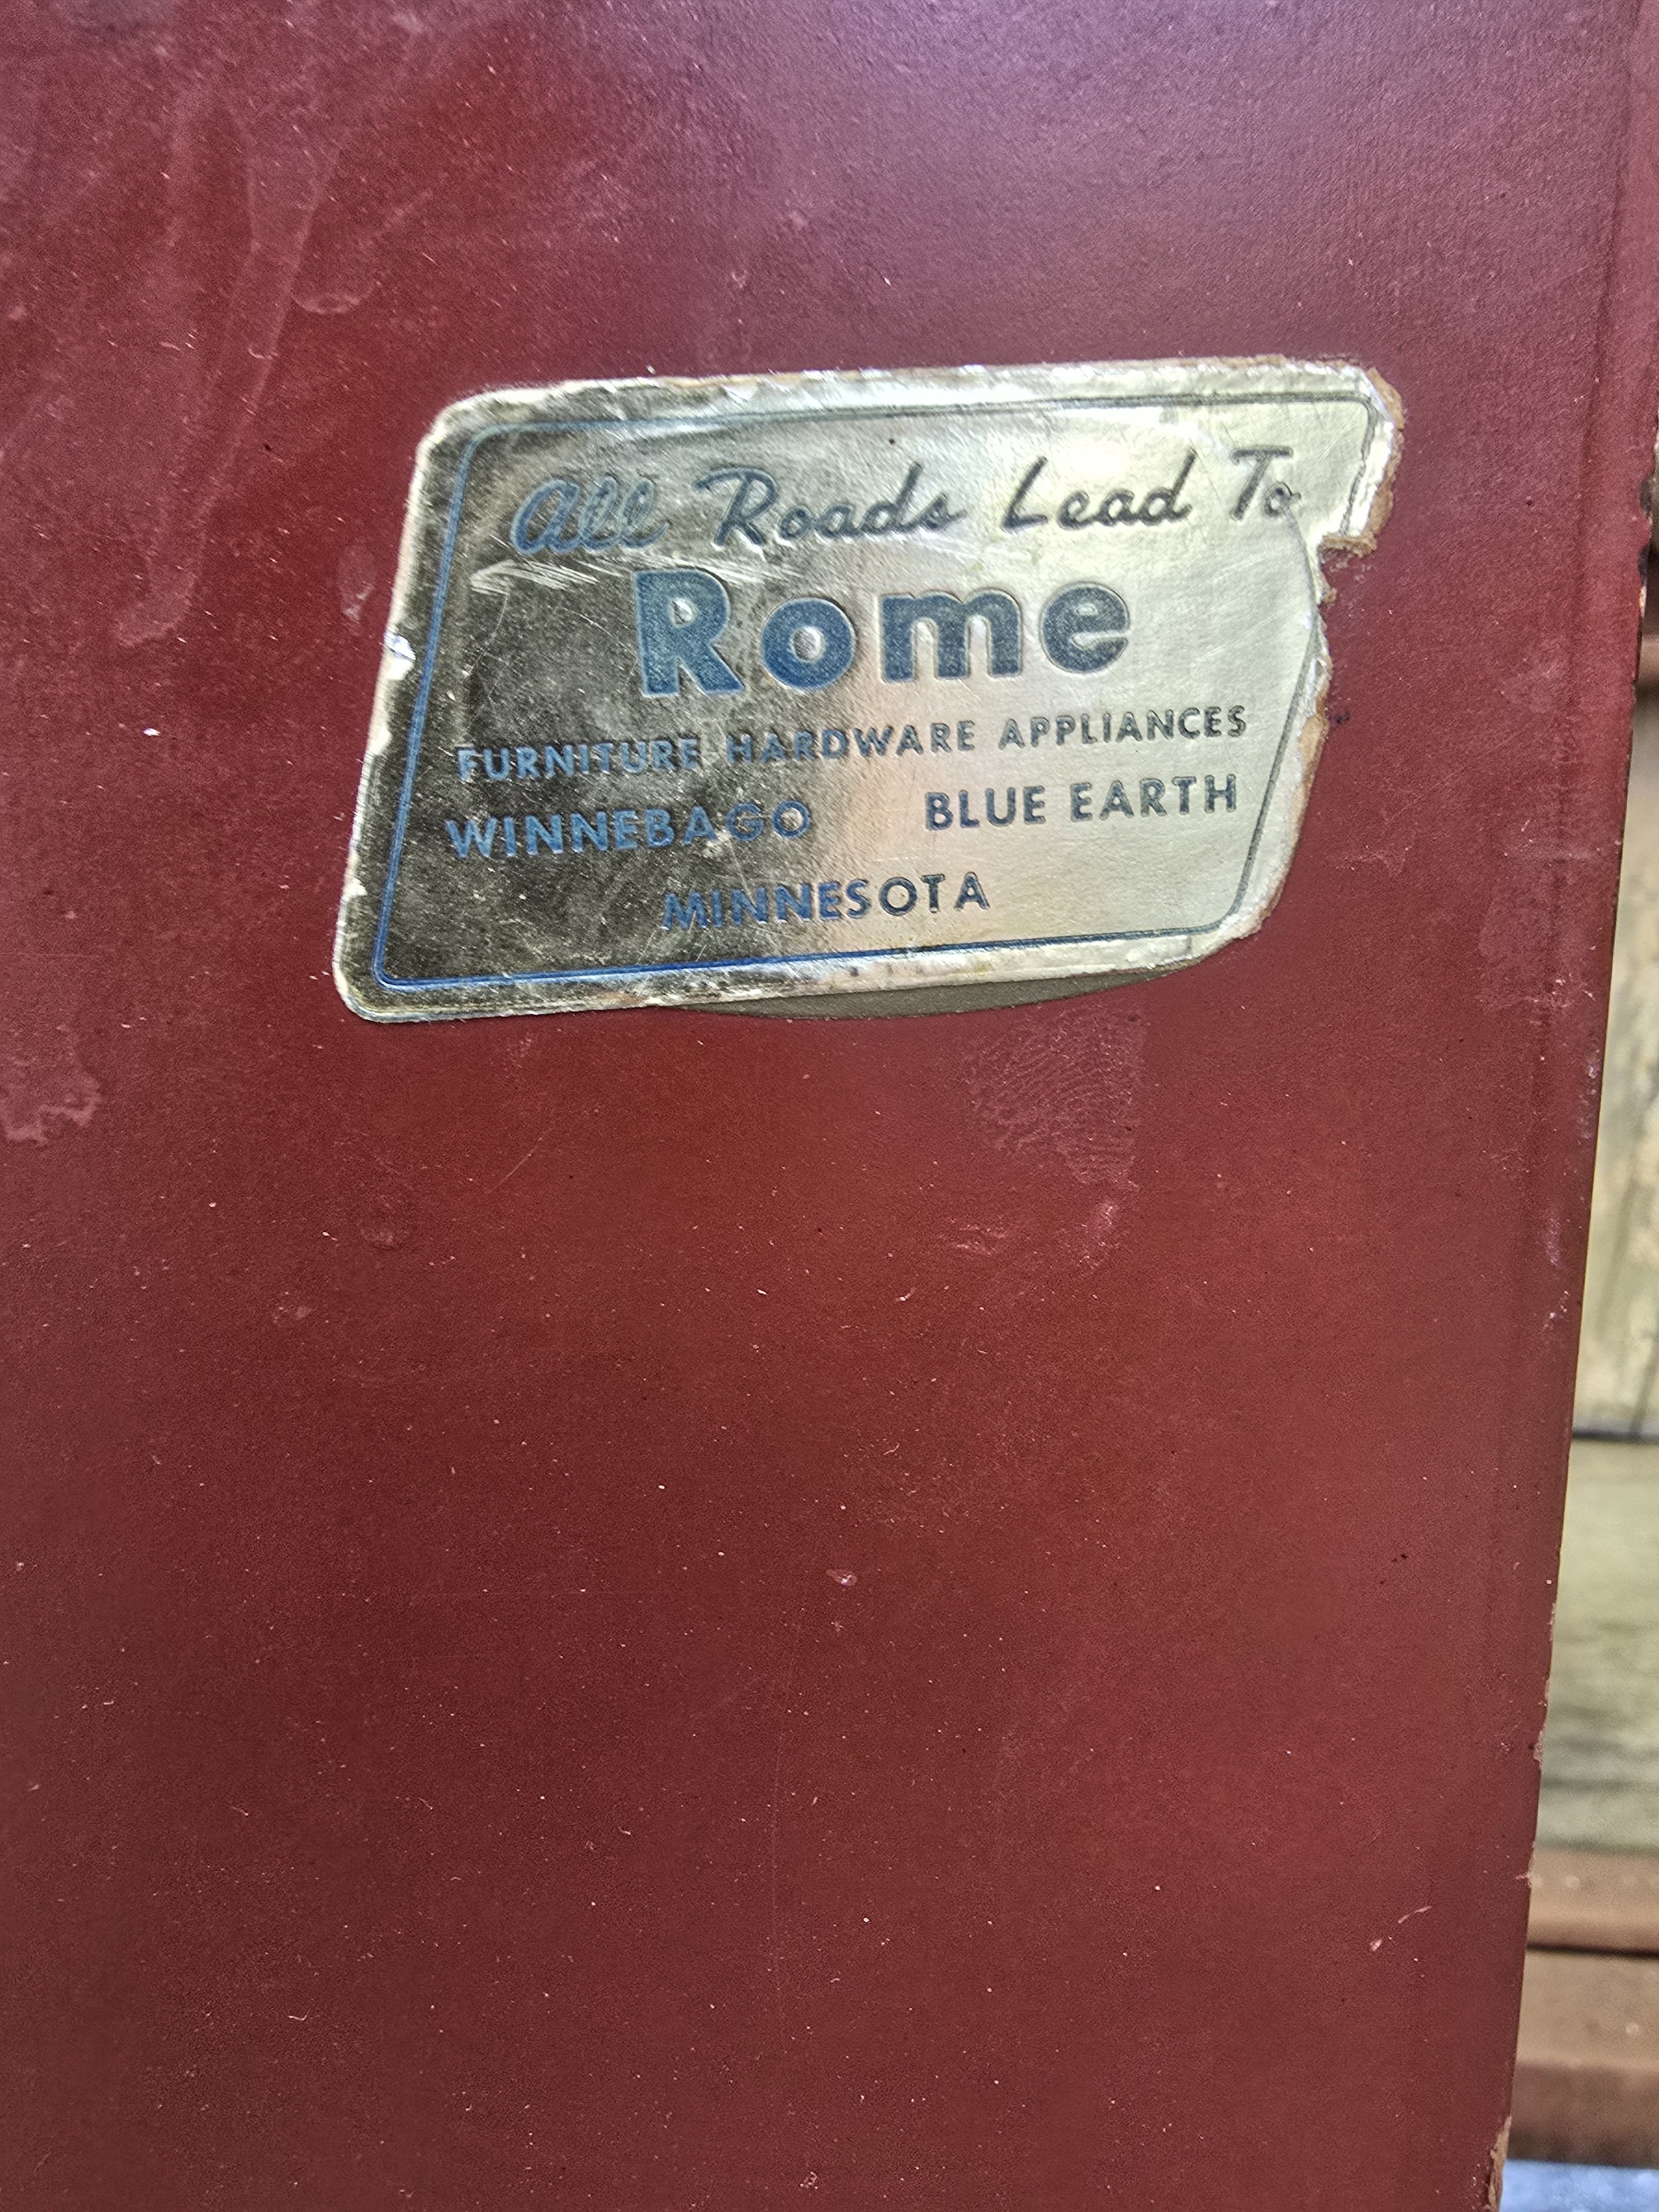 All Roads Lead To
Rome
FURNITURE HARDWARE APPLIANCES
WINNEBAGO BLUE EARTH
MINNESOTA